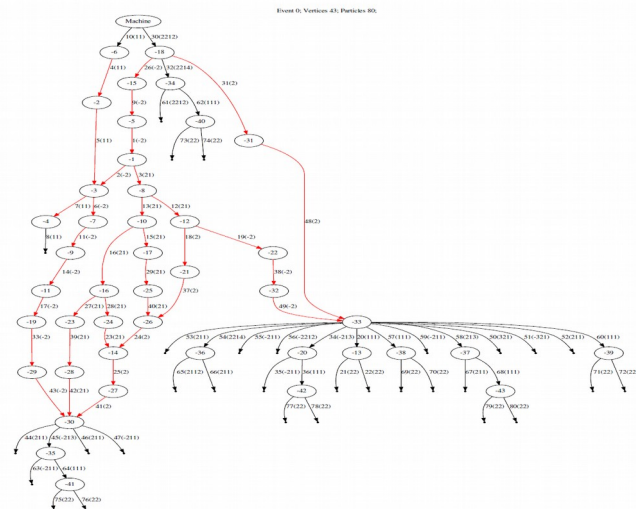 Event 0; Vertices 43; Particles 80;
Machine
10(11) 30(2212)
-6 -18
4(11) 26(-2) 32(2214) 31(2)
-15 -34
-2 9(-2) 61(2212) 62(111)
-5 -40
5(11) 1(-2) 73(22) 74(22) -31
-1
2(-2) 3(21)
-3 -8
7(11) 6(-2) 13(21) 12(21) 48(2)
-4 -7 -10 -12
8(11) 11(-2) 15(21) 18(2) 19(-2)
-9 16(21) -17 -22
14(-2) 29(21) -21 38(-2)
-11 -16 -25 37(2) -32
17(-2) 27(21) 28(21) 40(21) 49(-2)
-19 -23 -24 -26 -33
33(-2) 39(21) 23(21) 24(2) 53(211) 54(2214) 55(-211) 56(-2212) 34(-213) 20(111) 57(111) 59(-211) 58(213) 50(321) 51(-321) 52(211) 60(111)
-14 -36 -20 -13 -38 -37 -39
-29 -28 25(2) 65(2112) 66(211) 35(-211) 36(111) 21(22) 22(22) 69(22) 70(22) 67(211) 68(111) 71(22) 72(22)
-27 -42 -43
43(-2) 42(21) 41(2) 77(22) 78(22) 79(22) 80(22)
-30
44(211) 45(-213) 46(211) 47(-211)
-35
63(-211) 64(111)
-41
75(22) 76(22)